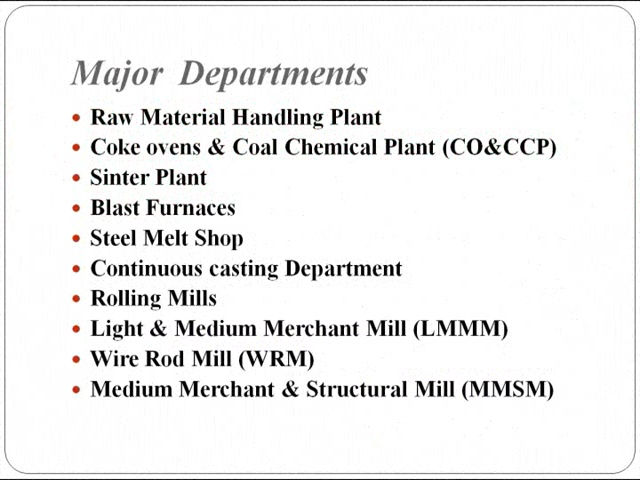 Major Departments
• Raw Material Handling Plant
• Coke ovens & Coal Chemical Plant (CO&CCP)
• Sinter Plant
• Blast Furnaces
• Steel Melt Shop
• Continuous casting Department
• Rolling Mills
• Light & Medium Merchant Mill (LMMM)
• Wire Rod Mill (WRM)
• Medium Merchant & Structural Mill (MMSM)